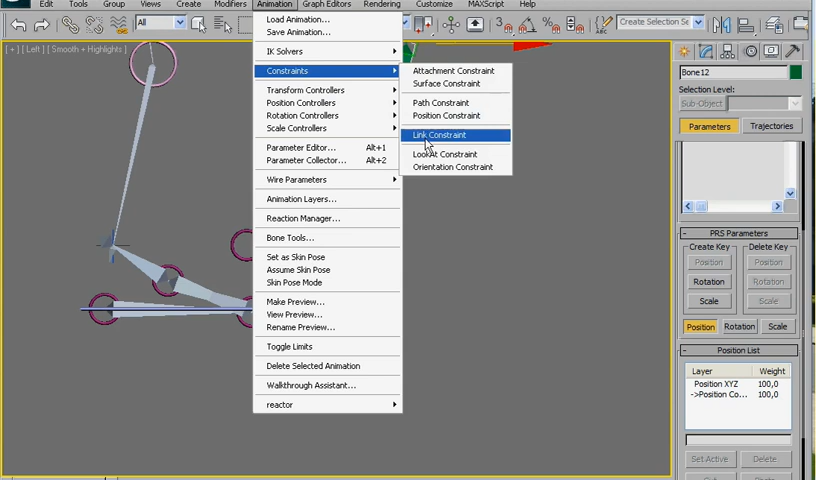 Edit Tools Group Views Create Modifiers Animation Graph Editors Rendering Customize MAXScript Help
All
Create Selection Se
[ + ] [ Left ] [ Smooth + Highlights ]
Load Animation...
Save Animation...
IK Solvers
Constraints
Transform Controllers
Position Controllers
Rotation Controllers
Scale Controllers
Parameter Editor... Alt+1
Parameter Collector... Alt+2
Wire Parameters
Animation Layers...
Reaction Manager...
Bone Tools...
Set as Skin Pose
Assume Skin Pose
Skin Pose Mode
Make Preview...
View Preview...
Rename Preview...
Toggle Limits
Delete Selected Animation
Walkthrough Assistant...
reactor
Attachment Constraint
Surface Constraint
Path Constraint
Position Constraint
Link Constraint
LookAt Constraint
Orientation Constraint
Bone12
Selection Level:
Sub-Object
Parameters Trajectories
- PRS Parameters
Create Key Delete Key
Position Position
Rotation Rotation
Scale Scale
Position Rotation Scale
- Position List
Layer Weight
Position XYZ 100,0
->Position Co... 100,0
Set Active Delete
Cut